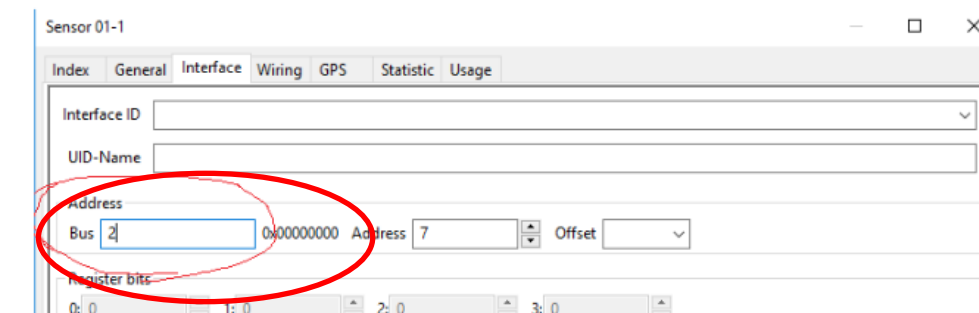 Sensor 01-1
Index General Interface Wiring GPS Statistic Usage
Interface ID
UID-Name
Address
Bus 2 0x00000000 Address 7 Offset
Register bits
0: 0 1: 0 2: 0 3: 0